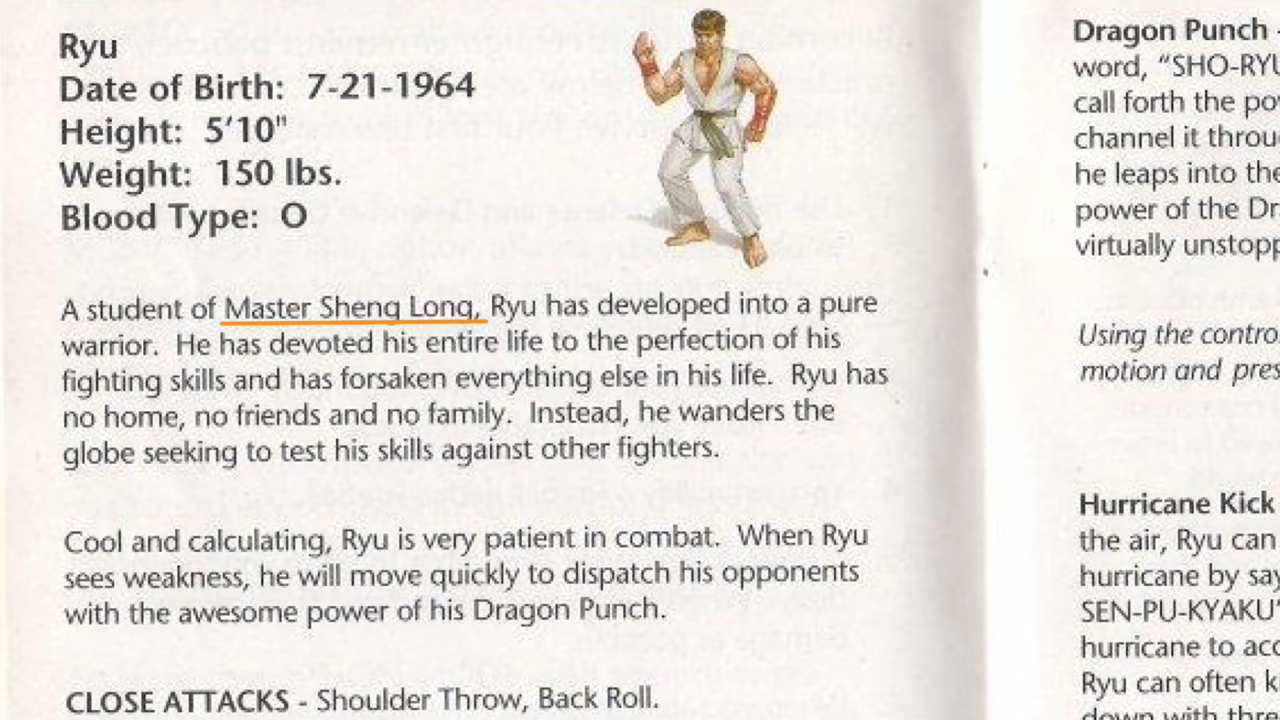 Ryu
Date of Birth: 7-21-1964
Height: 5'10"
Weight: 150 lbs.
Blood Type: O
A student of Master Sheng Long, Ryu has developed into a pure
warrior. He has devoted his entire life to the perfection of his
fighting skills and has forsaken everything else in his life. Ryu has
no home, no friends and no family. Instead, he wanders the
globe seeking to test his skills against other fighters.
Cool and calculating, Ryu is very patient in combat. When Ryu
sees weakness, he will move quickly to dispatch his opponents
with the awesome power of his Dragon Punch.
CLOSE ATTACKS - Shoulder Throw, Back Roll.
Dragon Punch -
word, "SHO-RYU
call forth the po
channel it throu
he leaps into the
power of the Dr
virtually unstopp
Using the contro
motion and pres
Hurricane Kick
the air, Ryu can
hurricane by say
SEN-PU-KYAKU"
hurricane to acc
Ryu can often k
down with thre